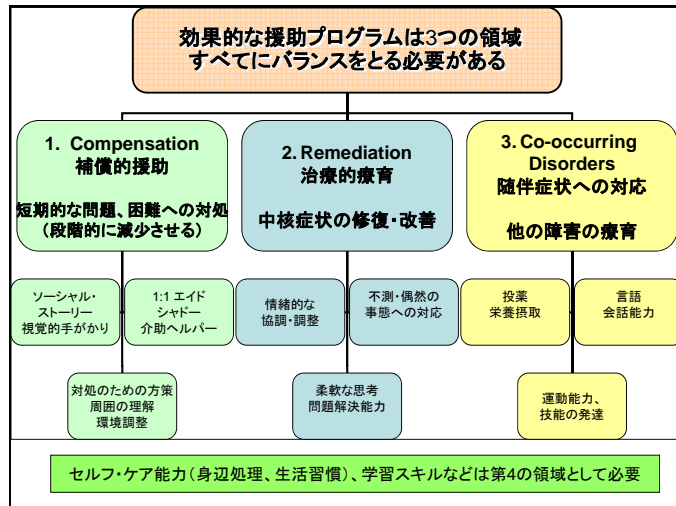 効果的な援助プログラムは3つの領域
すべてにバランスをとる必要がある
1. Compensation
補償的援助
短期的な問題、困難への対処
(段階的に減少させる)
2. Remediation
治療的療育
中核症状の修復・改善
3. Co-occurring
Disorders
随伴症状への対応
他の障害の療育
ソーシャル・
ストーリー
視覚的手がかり
1:1 エイド
シャドー
介助ヘルパー
情緒的な
協調・調整
不測・偶然の
事態への対応
投薬
栄養摂取
言語
会話能力
対処のための方策
周囲の理解
環境調整
柔軟な思考
問題解決能力
運動能力、
技能の発達
セルフ・ケア能力(身辺処理、生活習慣)、学習スキルなどは第4の領域として必要